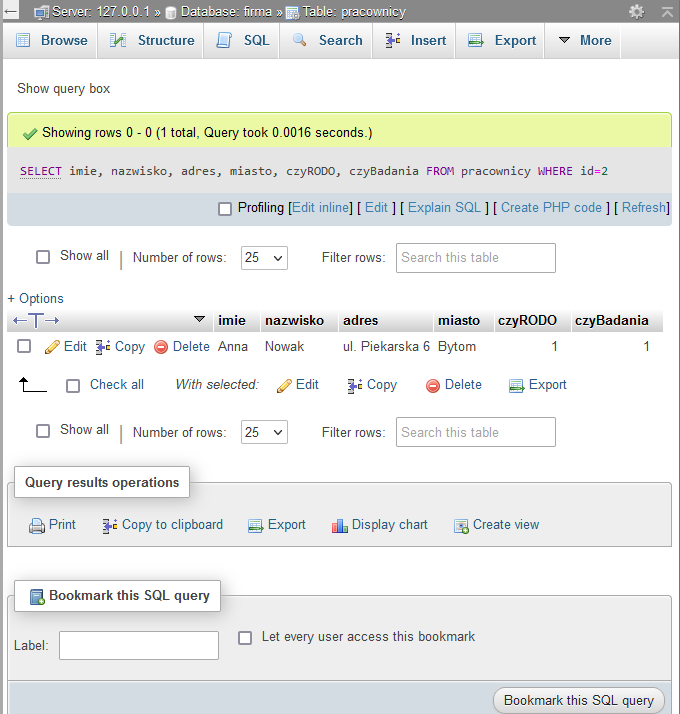 Server: 127.0.0.1 » Database: firma » Table: pracownicy
Browse Structure SQL Search Insert Export More
Show query box
Showing rows 0 - 0 (1 total, Query took 0.0016 seconds.)
SELECT imie, nazwisko, adres, miasto, czyRODO, czyBadania FROM pracownicy WHERE id=2
Profiling [Edit inline] [ Edit ] [ Explain SQL ] [ Create PHP code ] [ Refresh]
Show all | Number of rows: 25 Filter rows: Search this table
+ Options
←T→ imie nazwisko adres miasto czyRODO czyBadania
Edit Copy Delete Anna Nowak ul. Piekarska 6 Bytom 1 1
Check all With selected: Edit Copy Delete Export
Show all | Number of rows: 25 Filter rows: Search this table
Query results operations
Print Copy to clipboard Export Display chart Create view
Bookmark this SQL query
Label: Let every user access this bookmark
Bookmark this SQL query